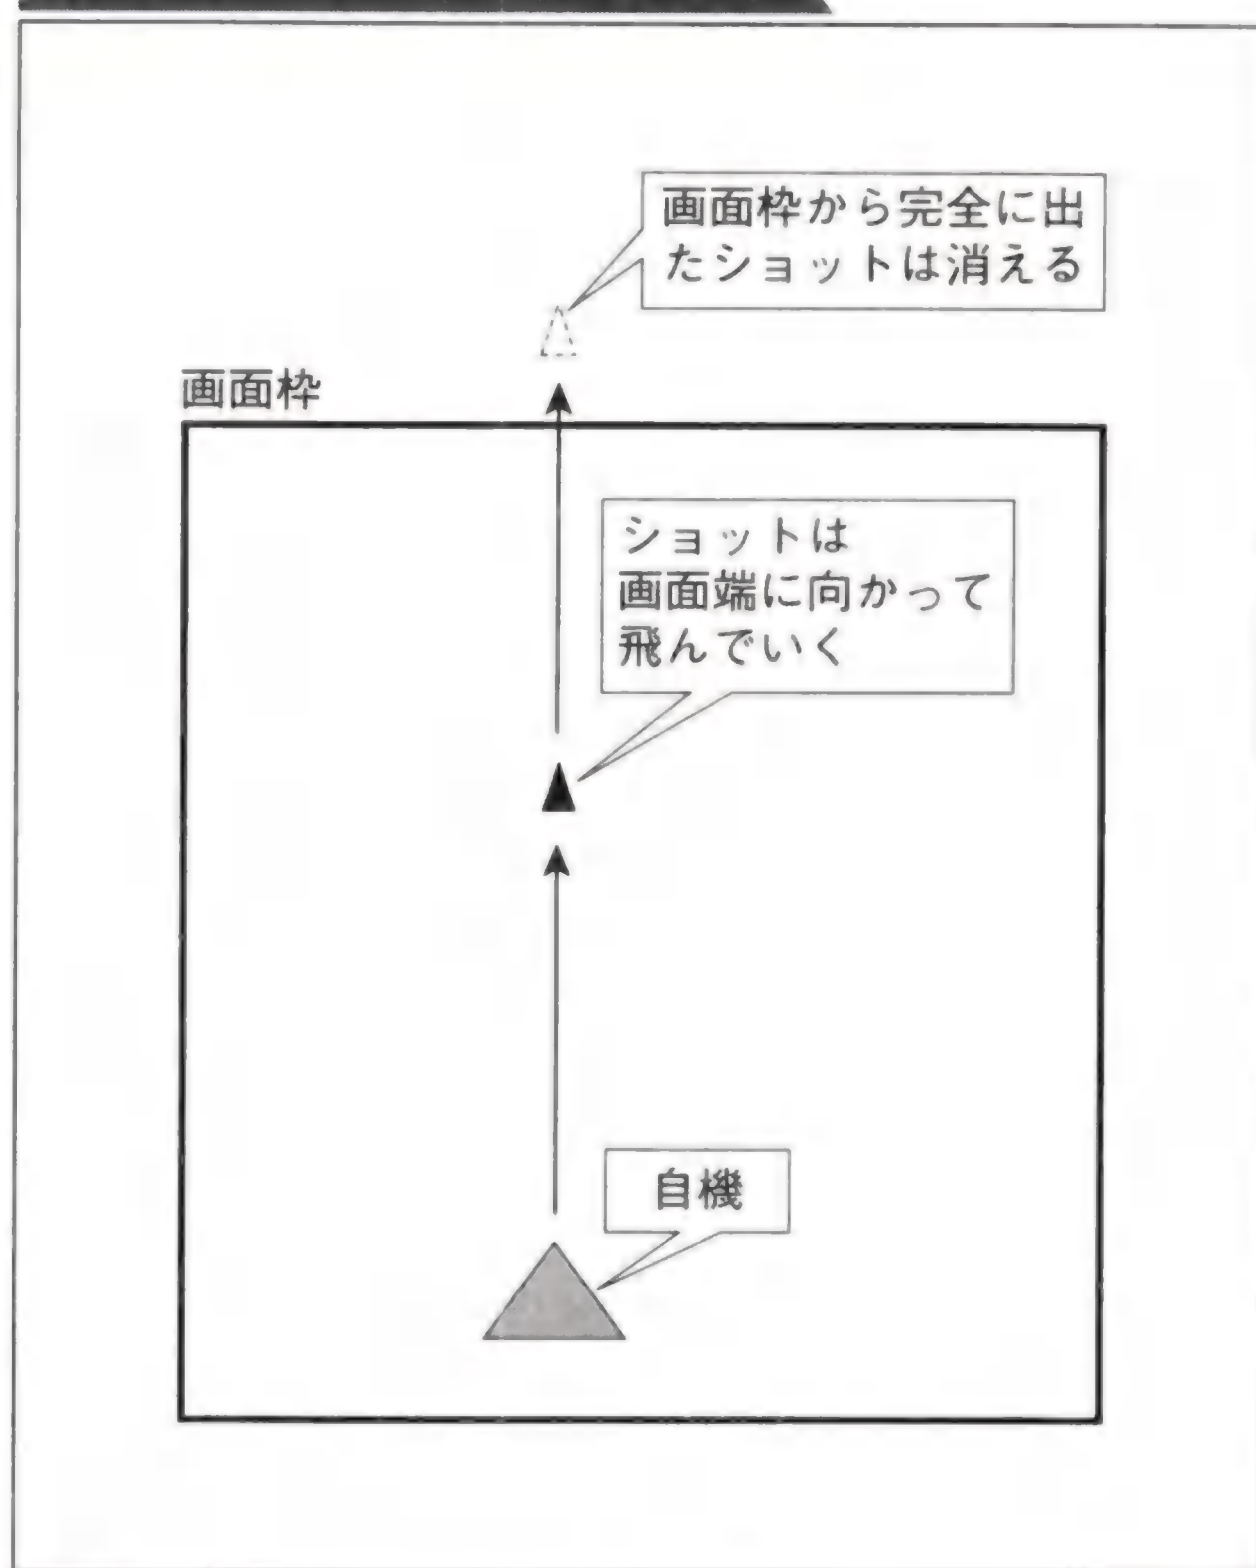 画面枠から完全に出
たショットは消える
画面枠
ショットは
画面端に向かって
飛んでいく
自機